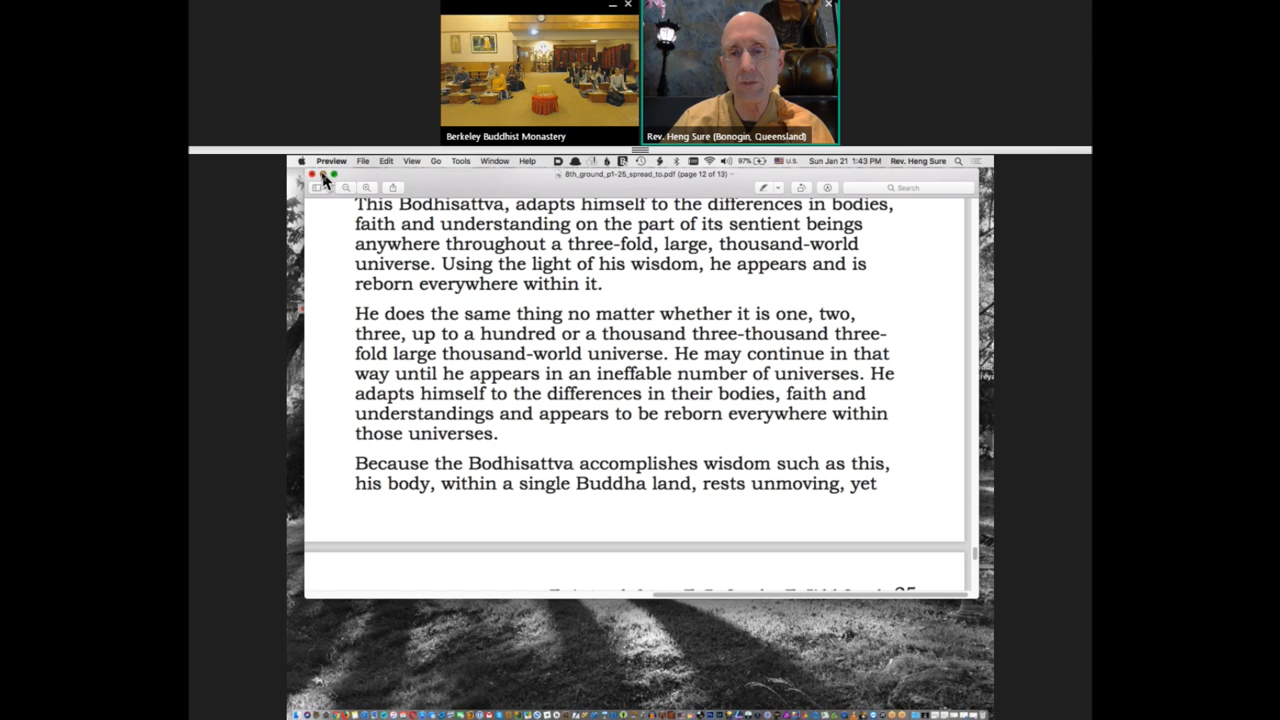 Berkeley Buddhist Monastery
Rev. Heng Sure (Bonogin, Queensland)
Preview File Edit View Go Tools Window Help 97% U.S. Sun Jan 21 1:43 PM Rev. Heng Sure
8th_ground_p1-25_spread_to.pdf (page 12 of 13)
Search
This Bodhisattva, adapts himself to the differences in bodies,
faith and understanding on the part of its sentient beings
anywhere throughout a three-fold, large, thousand-world
universe. Using the light of his wisdom, he appears and is
reborn everywhere within it.
He does the same thing no matter whether it is one, two,
three, up to a hundred or a thousand three-thousand three-
fold large thousand-world universe. He may continue in that
way until he appears in an ineffable number of universes. He
adapts himself to the differences in their bodies, faith and
understandings and appears to be reborn everywhere within
those universes.
Because the Bodhisattva accomplishes wisdom such as this,
his body, within a single Buddha land, rests unmoving, yet